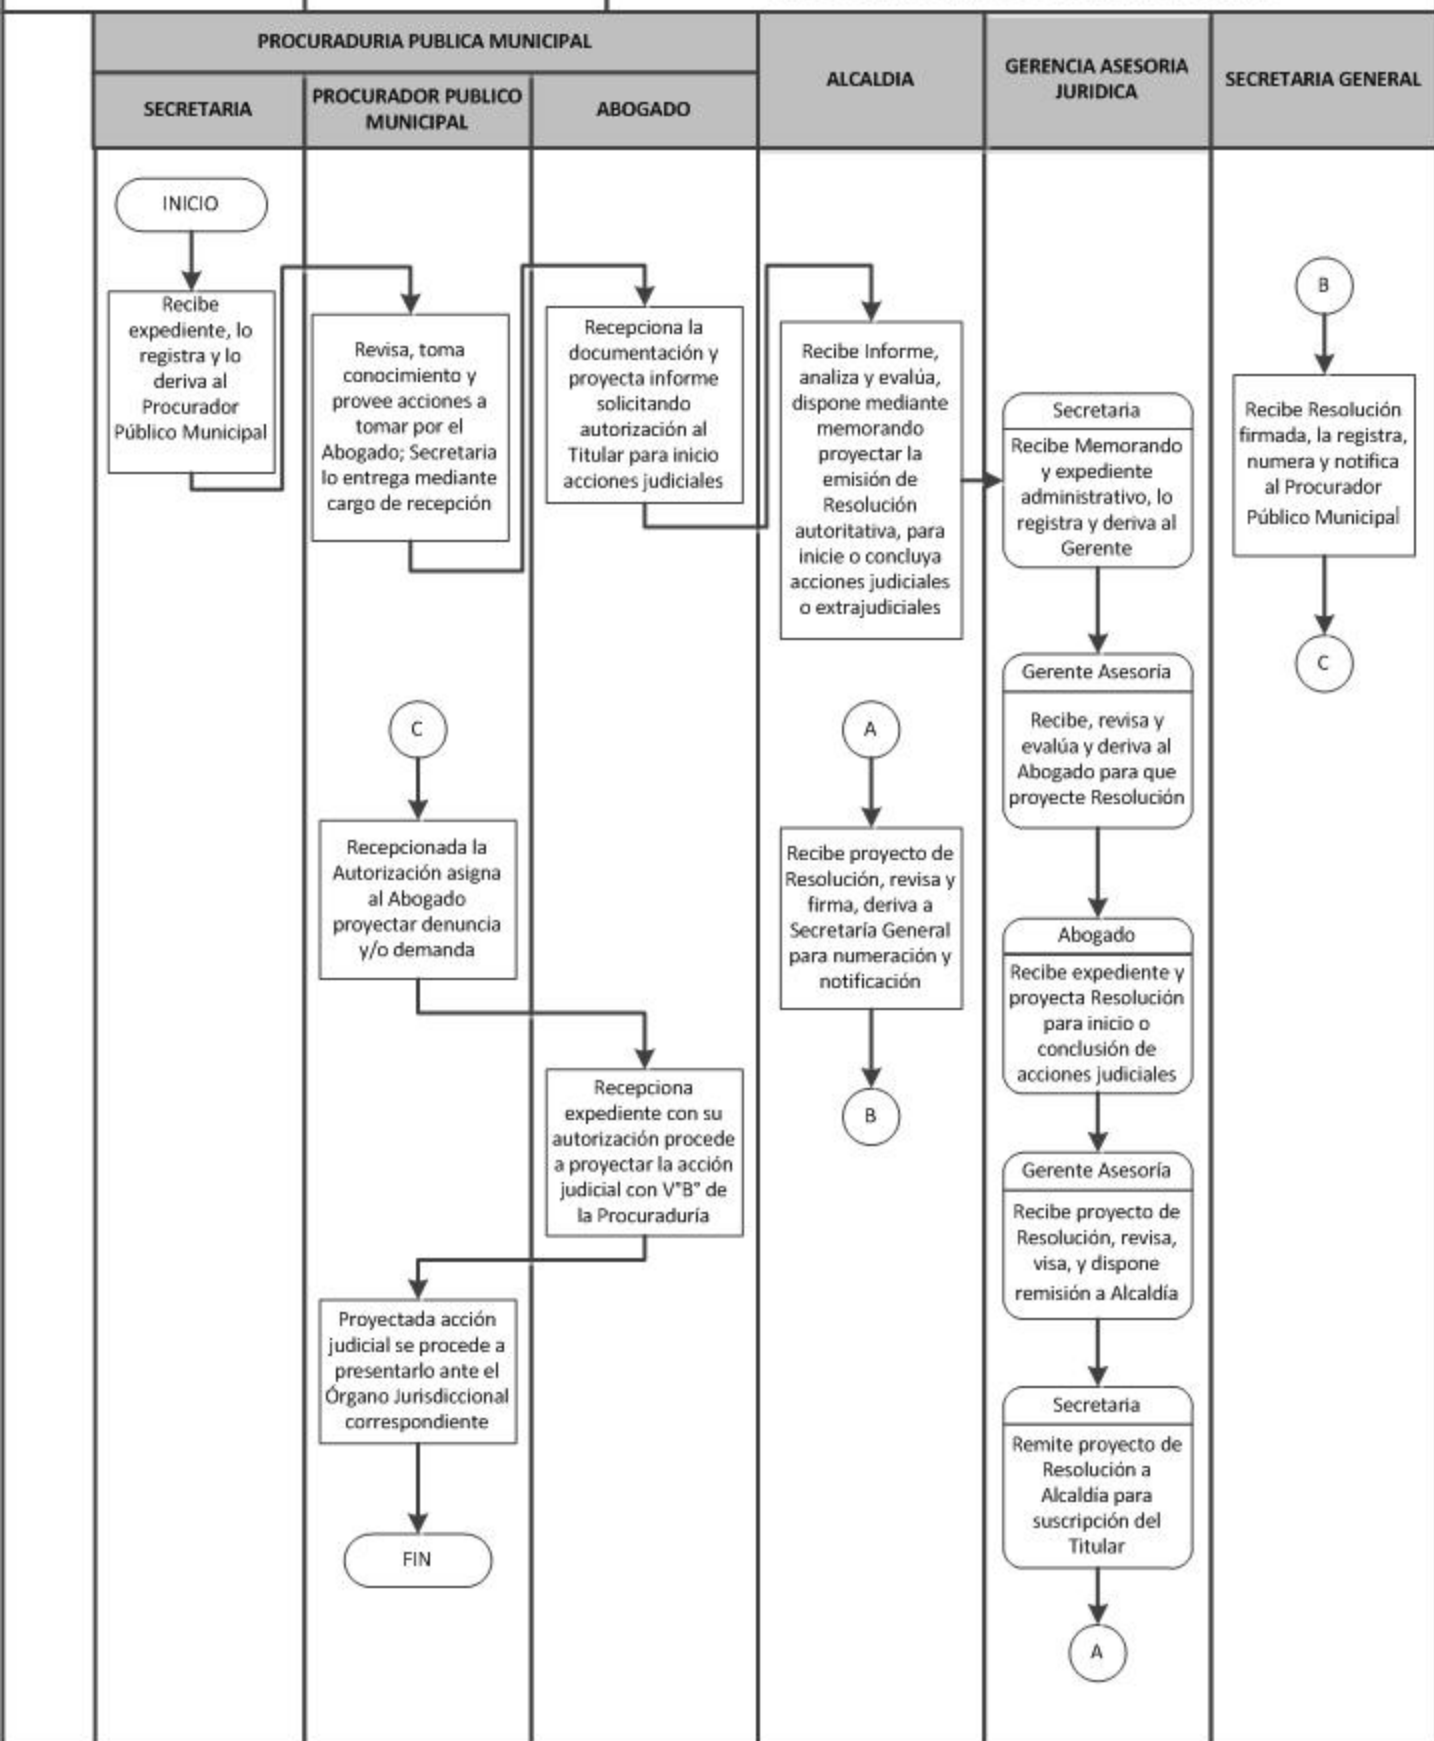 PROCURADURIA PUBLICA MUNICIPAL
SECRETARIA
PROCURADOR PUBLICO
MUNICIPAL
ABOGADO
ALCALDIA
GERENCIA ASESORIA
JURIDICA
SECRETARIA GENERAL
INICIO
Recibe
expediente, lo
registra y lo
deriva al
Procurador
Público Municipal
Revisa, toma
conocimiento y
provee acciones a
tomar por el
Abogado; Secretaria
lo entrega mediante
cargo de recepción
Recepciona la
documentación y
proyecta informe
solicitando
autorización al
Titular para inicio
acciones judiciales
Recibe Informe,
analiza y evalúa,
dispone mediante
memorando
proyectar la
emisión de
Resolución
autoritativa, para
inicie o concluya
acciones judiciales
o extrajudiciales
Secretaria
Recibe Memorando
y expediente
administrativo, lo
registra y deriva al
Gerente
Gerente Asesoria
Recibe, revisa y
evalúa y deriva al
Abogado para que
proyecte Resolución
Abogado
Recibe expediente y
proyecta Resolución
para inicio o
conclusión de
acciones judiciales
Gerente Asesoría
Recibe proyecto de
Resolución, revisa,
visa, y dispone
remisión a Alcaldía
Secretaria
Remite proyecto de
Resolución a
Alcaldía para
suscripción del
Titular
A
A
Recibe proyecto de
Resolución, revisa y
firma, deriva a
Secretaría General
para numeración y
notificación
B
B
Recibe Resolución
firmada, la registra,
numera y notifica
al Procurador
Público Municipal
C
C
Recepcionada la
Autorización asigna
al Abogado
proyectar denuncia
y/o demanda
Recepciona
expediente con su
autorización procede
a proyectar la acción
judicial con V°B° de
la Procuraduría
Proyectada acción
judicial se procede a
presentarlo ante el
Órgano Jurisdiccional
correspondiente
FIN